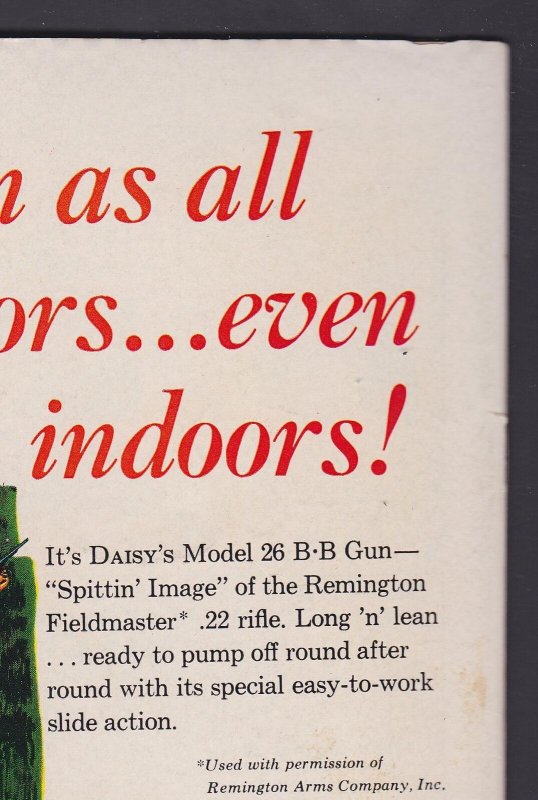 as all
...even
indoors!
It's DAISY'S Model 26 B·B Gun—
“Spittin’ Image” of the Remington
Fieldmaster* .22 rifle. Long ’n’ lean
...ready to pump off round after
round with its special easy-to-work
slide action.
*Used with permission of
Remington Arms Company, Inc.